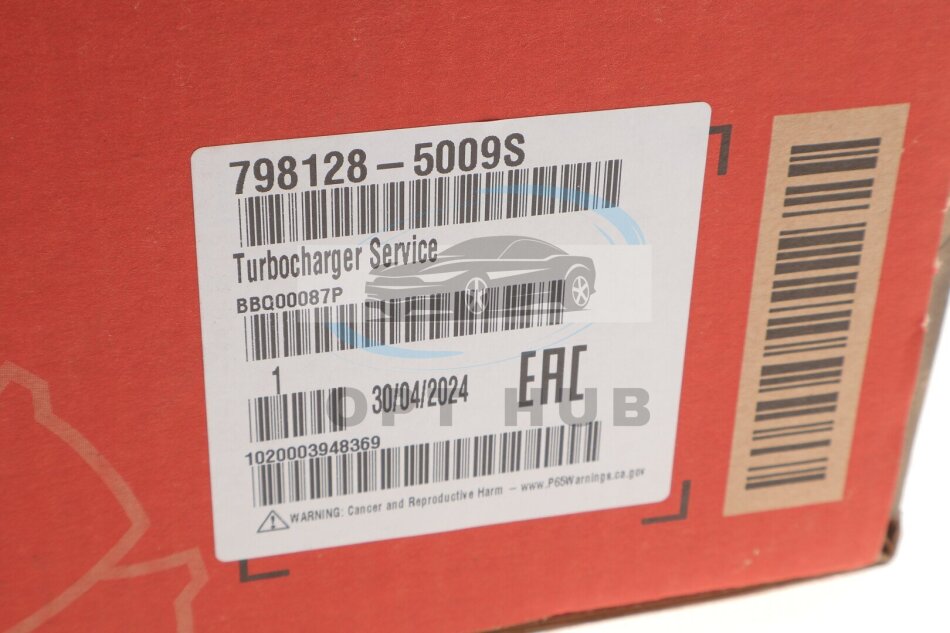 798128-5009S
Turbocharger Service
BBQ00087P
1
30/04/2024
EAC
OPT HUB
1020003948369
WARNING: Cancer and Reproductive Harm - www.P65Warnings.ca.gov